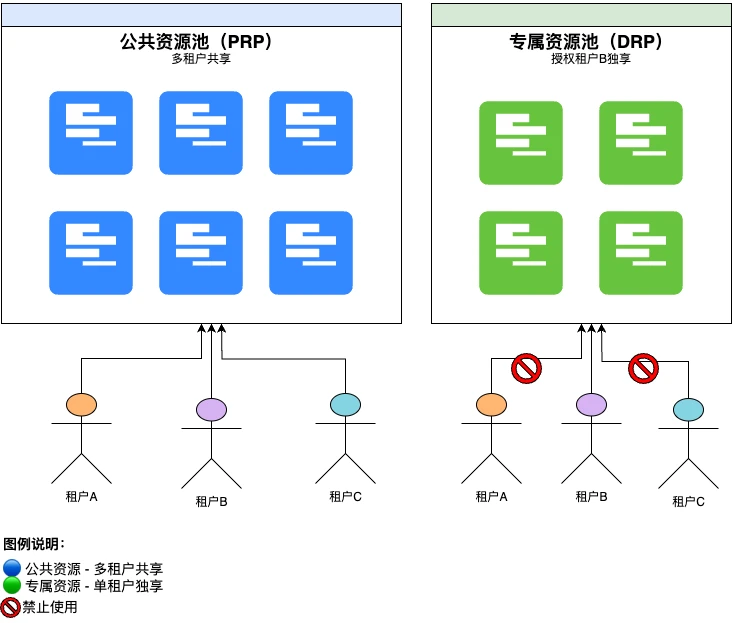 公共资源池（PRP）
多租户共享
专属资源池（DRP）
授权租户B独享
租户A
租户B
租户C
租户A
租户B
租户C
图例说明：
公共资源 - 多租户共享
专属资源 - 单租户独享
禁止使用